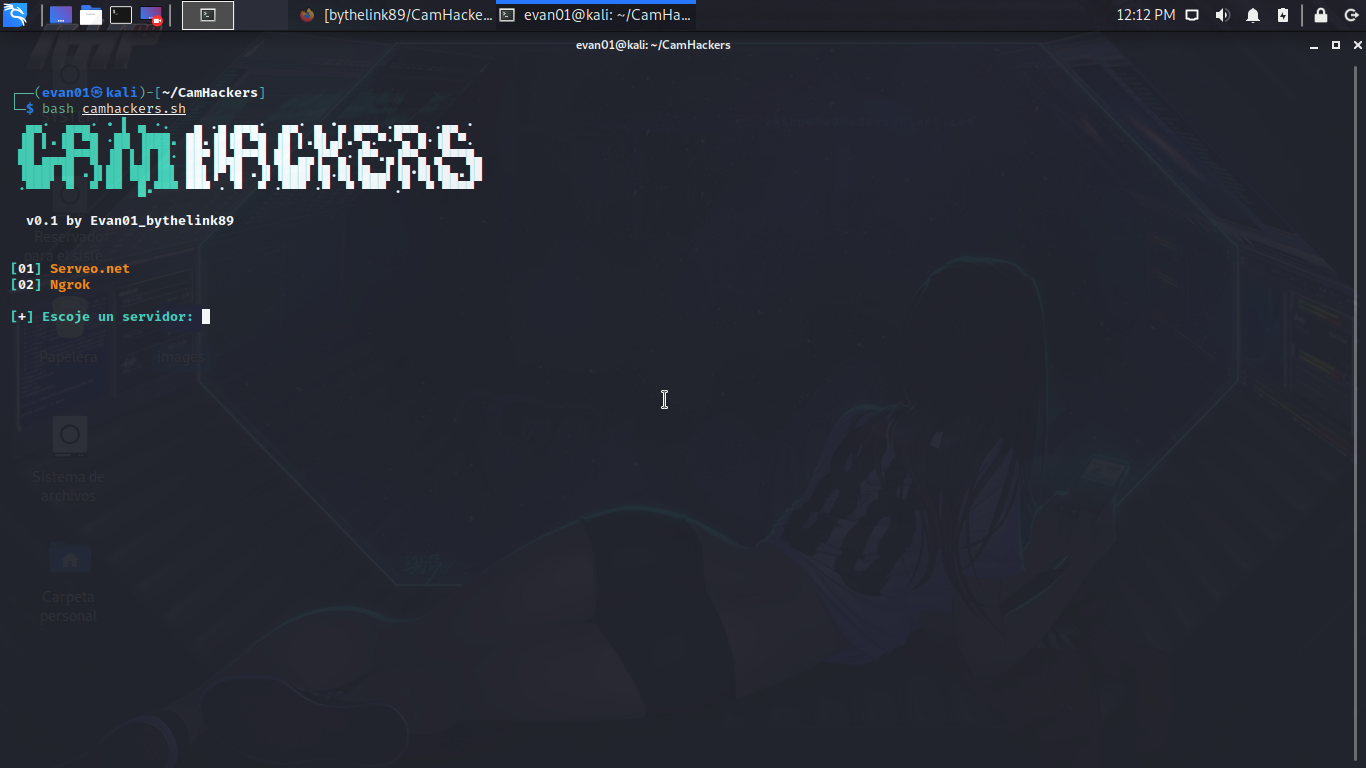 [bythelink89/CamHacke...
evan01@kali: ~/CamHa...
12:12 PM
evan01@kali: ~/CamHackers
(evan01㉿kali)-[~/CamHackers]
$ bash camhackers.sh
CAM HACKERS
v0.1 by Evan01_bythelink89
Reservado
para el siste...
[01] Serveo.net
[02] Ngrok
[+] Escoje un servidor:
Papelera
images
Sistema de
archivos
Carpeta
personal